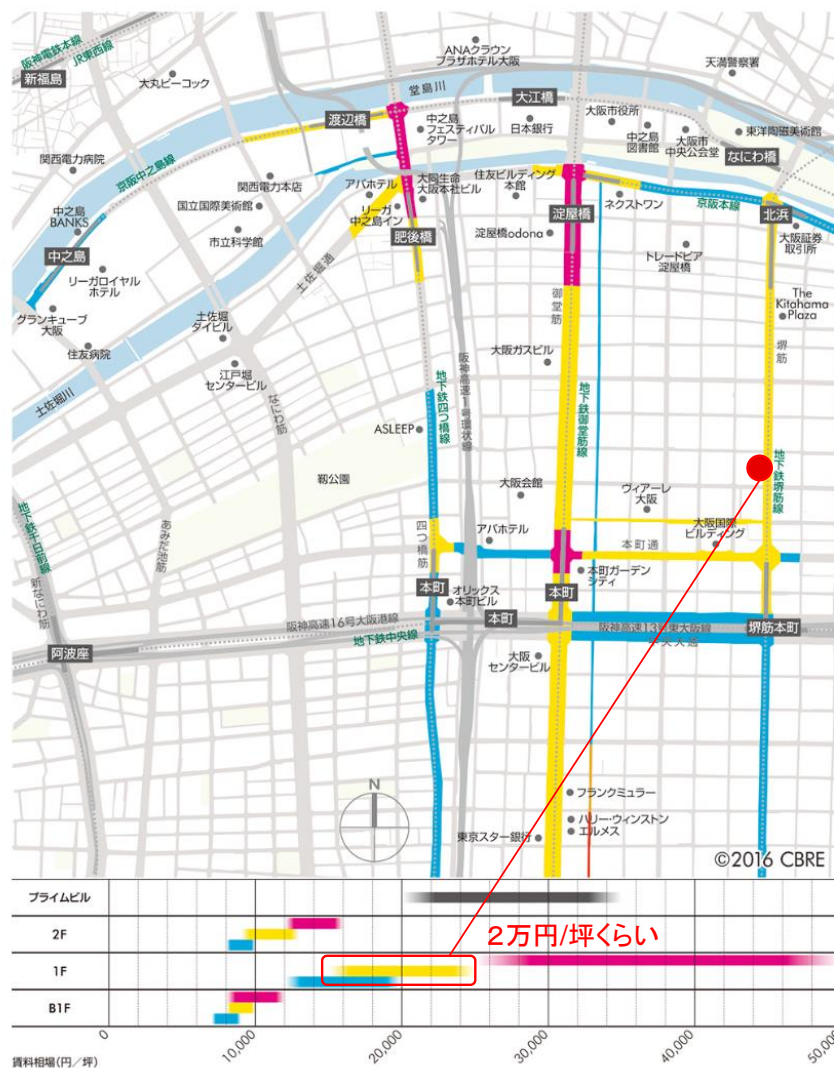 阪神電鉄本線
JR東西線
新福島
大丸ピーコック
ANAクラウン
プラザホテル大阪
天満警察署
堂島川
大江橋
渡辺橋
中之島
フェスティバル
タワー
日本銀行
大阪市役所
中之島
図書館
大阪市
中央公会堂
東洋陶磁美術館
なにわ橋
関西電力病院
京阪中之島線
関西電力本店
アパホテル
大同生命
大阪本社ビル
住友ビルディング
本館
ネクストワン
京阪本線
中之島
BANKS
国立国際美術館
リーガ
中之島イン
淀屋橋
北浜
市立科学館
肥後橋
淀屋橋odona
トレードピア
淀屋橋
大阪証券
取引所
中之島
リーガロイヤル
ホテル
土佐堀通
グランキューブ
大阪
土佐堀
ダイビル
御堂筋
The
Kitahama
Plaza
住友病院
江戸堀
センタービル
大阪ガスビル
堺筋
土佐堀川
なにわ筋
阪神高速1号環状線
地下鉄四つ橋線
地下鉄御堂筋線
ASLEEP
地下鉄堺筋線
靱公園
大阪会館
ヴィアーレ
大阪
地下鉄千日前線
あみだ池筋
四つ橋筋
アパホテル
本町通
大阪国際
ビルディング
新なにわ筋
本町
オリックス
本町ビル
本町
本町ガーデン
シティ
阪神高速16号大阪港線
本町
阪神高速13号東大阪線
堺筋本町
阿波座
地下鉄中央線
大阪
センタービル
N
フランクミュラー
ハリー・ウィンストン
エルメス
東京スター銀行
©2016 CBRE
プライムビル
2F
2万円/坪くらい
1F
B1F
0
10,000
20,000
30,000
40,000
50,000
賃料相場(円/坪)